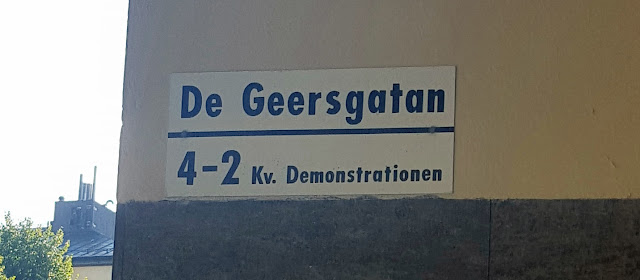 De Geersgatan
4-2 Kv. Demonstrationen